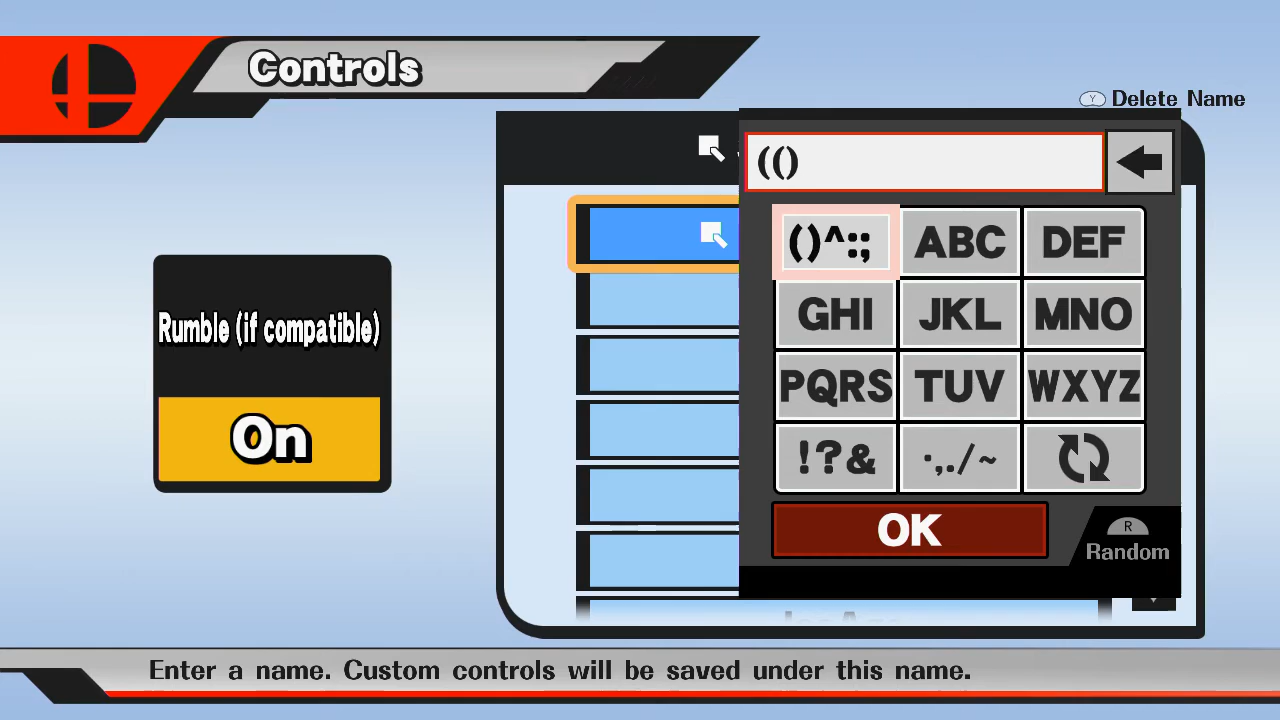 Controls
Y Delete Name
(()
()^:;
ABC
DEF
GHI
JKL
MNO
PQRS
TUV
WXYZ
!?&
·,./~
OK
R
Random
Rumble (if compatible)
On
Enter a name. Custom controls will be saved under this name.